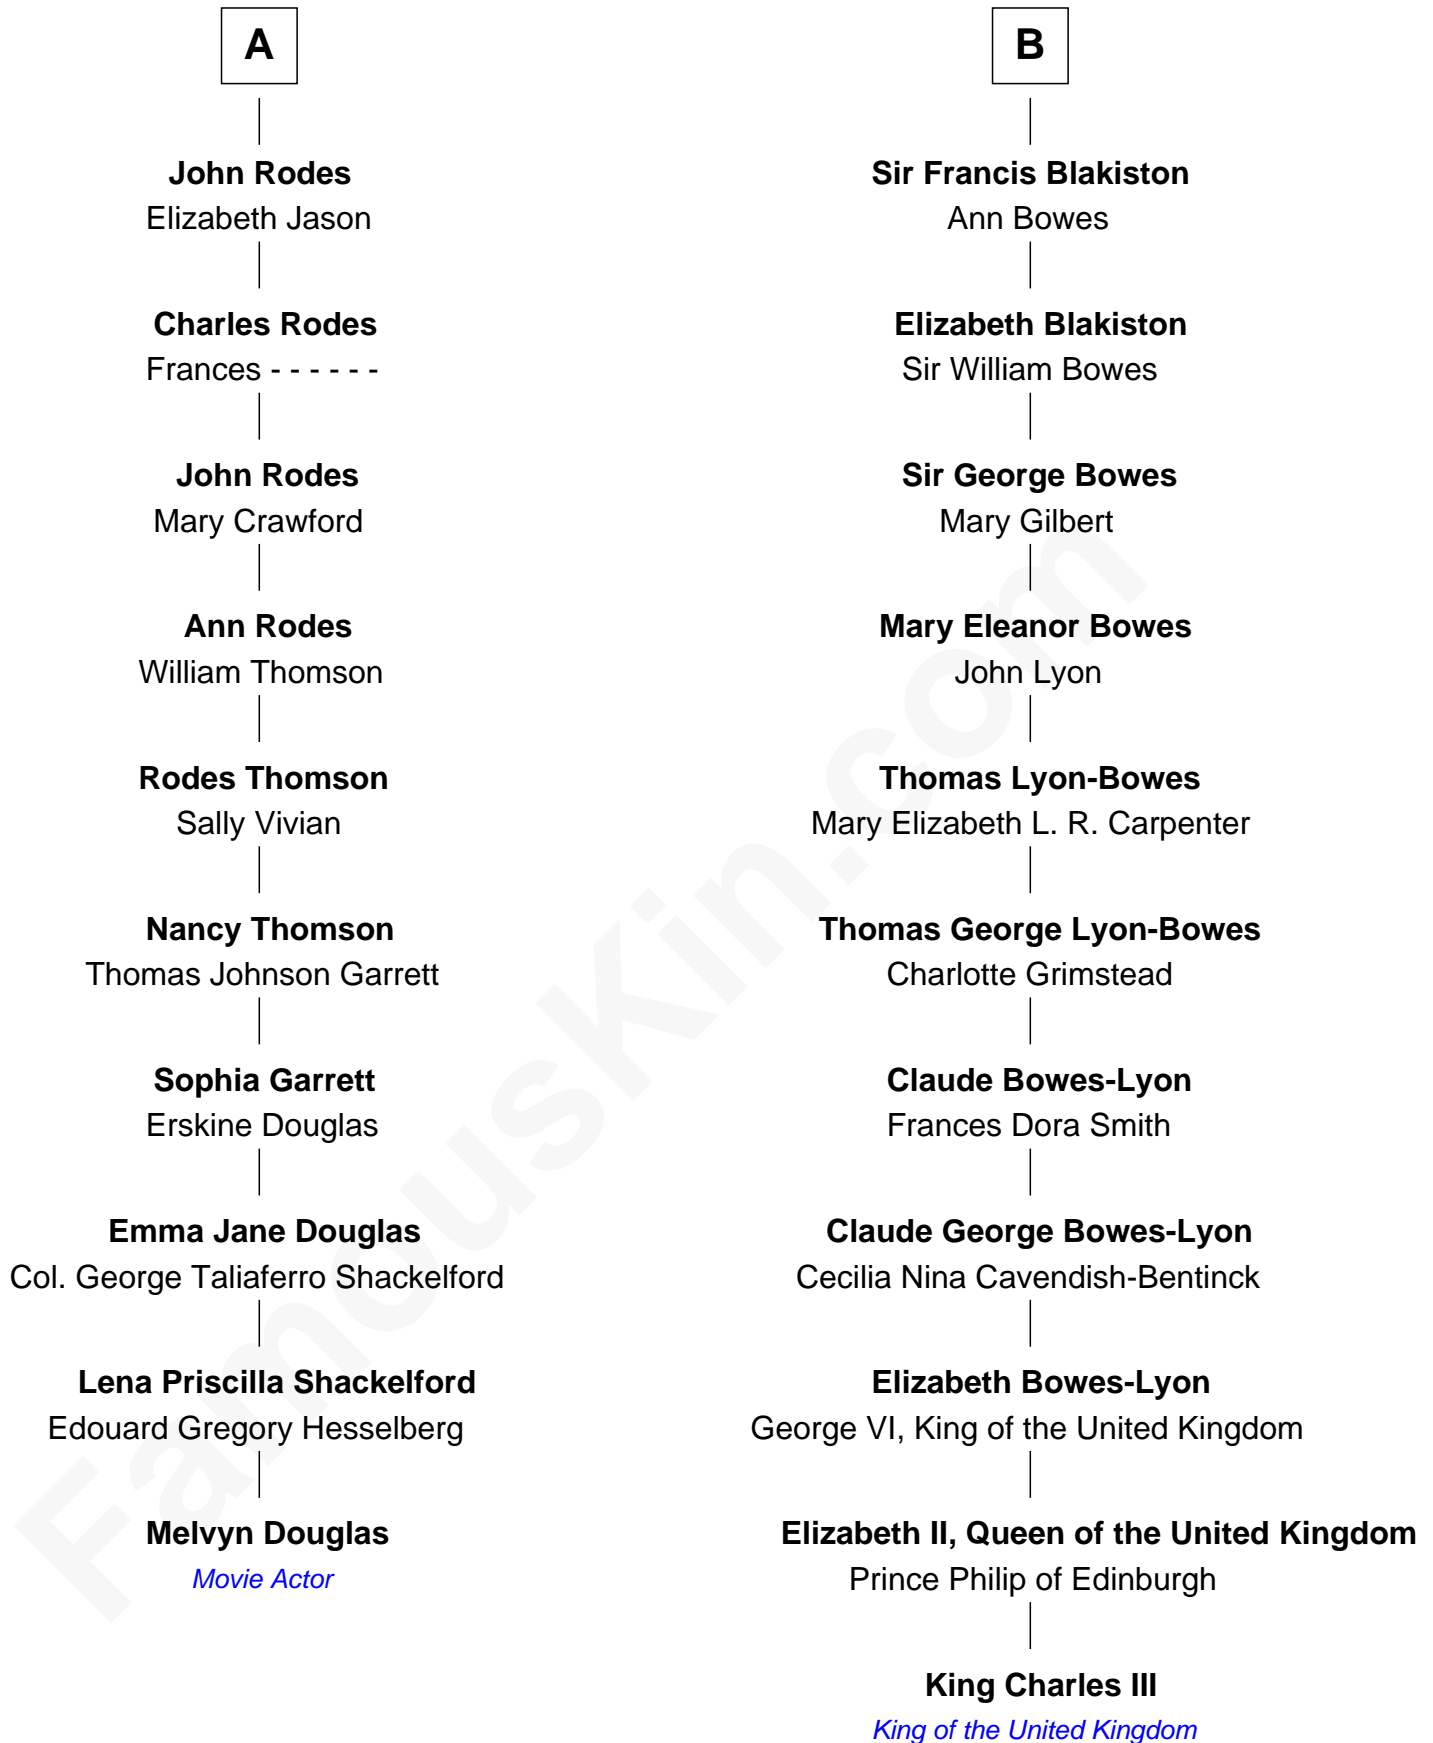 A
John Rodes
Elizabeth Jason
Charles Rodes
Frances - - - - - -
John Rodes
Mary Crawford
Ann Rodes
William Thomson
Rodes Thomson
Sally Vivian
Nancy Thomson
Thomas Johnson Garrett
Sophia Garrett
Erskine Douglas
Emma Jane Douglas
Col. George Taliaferro Shackelford
Lena Priscilla Shackelford
Edouard Gregory Hesselberg
Melvyn Douglas
Movie Actor
B
Sir Francis Blakiston
Ann Bowes
Elizabeth Blakiston
Sir William Bowes
Sir George Bowes
Mary Gilbert
Mary Eleanor Bowes
John Lyon
Thomas Lyon-Bowes
Mary Elizabeth L. R. Carpenter
Thomas George Lyon-Bowes
Charlotte Grimstead
Claude Bowes-Lyon
Frances Dora Smith
Claude George Bowes-Lyon
Cecilia Nina Cavendish-Bentinck
Elizabeth Bowes-Lyon
George VI, King of the United Kingdom
Elizabeth II, Queen of the United Kingdom
Prince Philip of Edinburgh
King Charles III
King of the United Kingdom
FamousKin.com